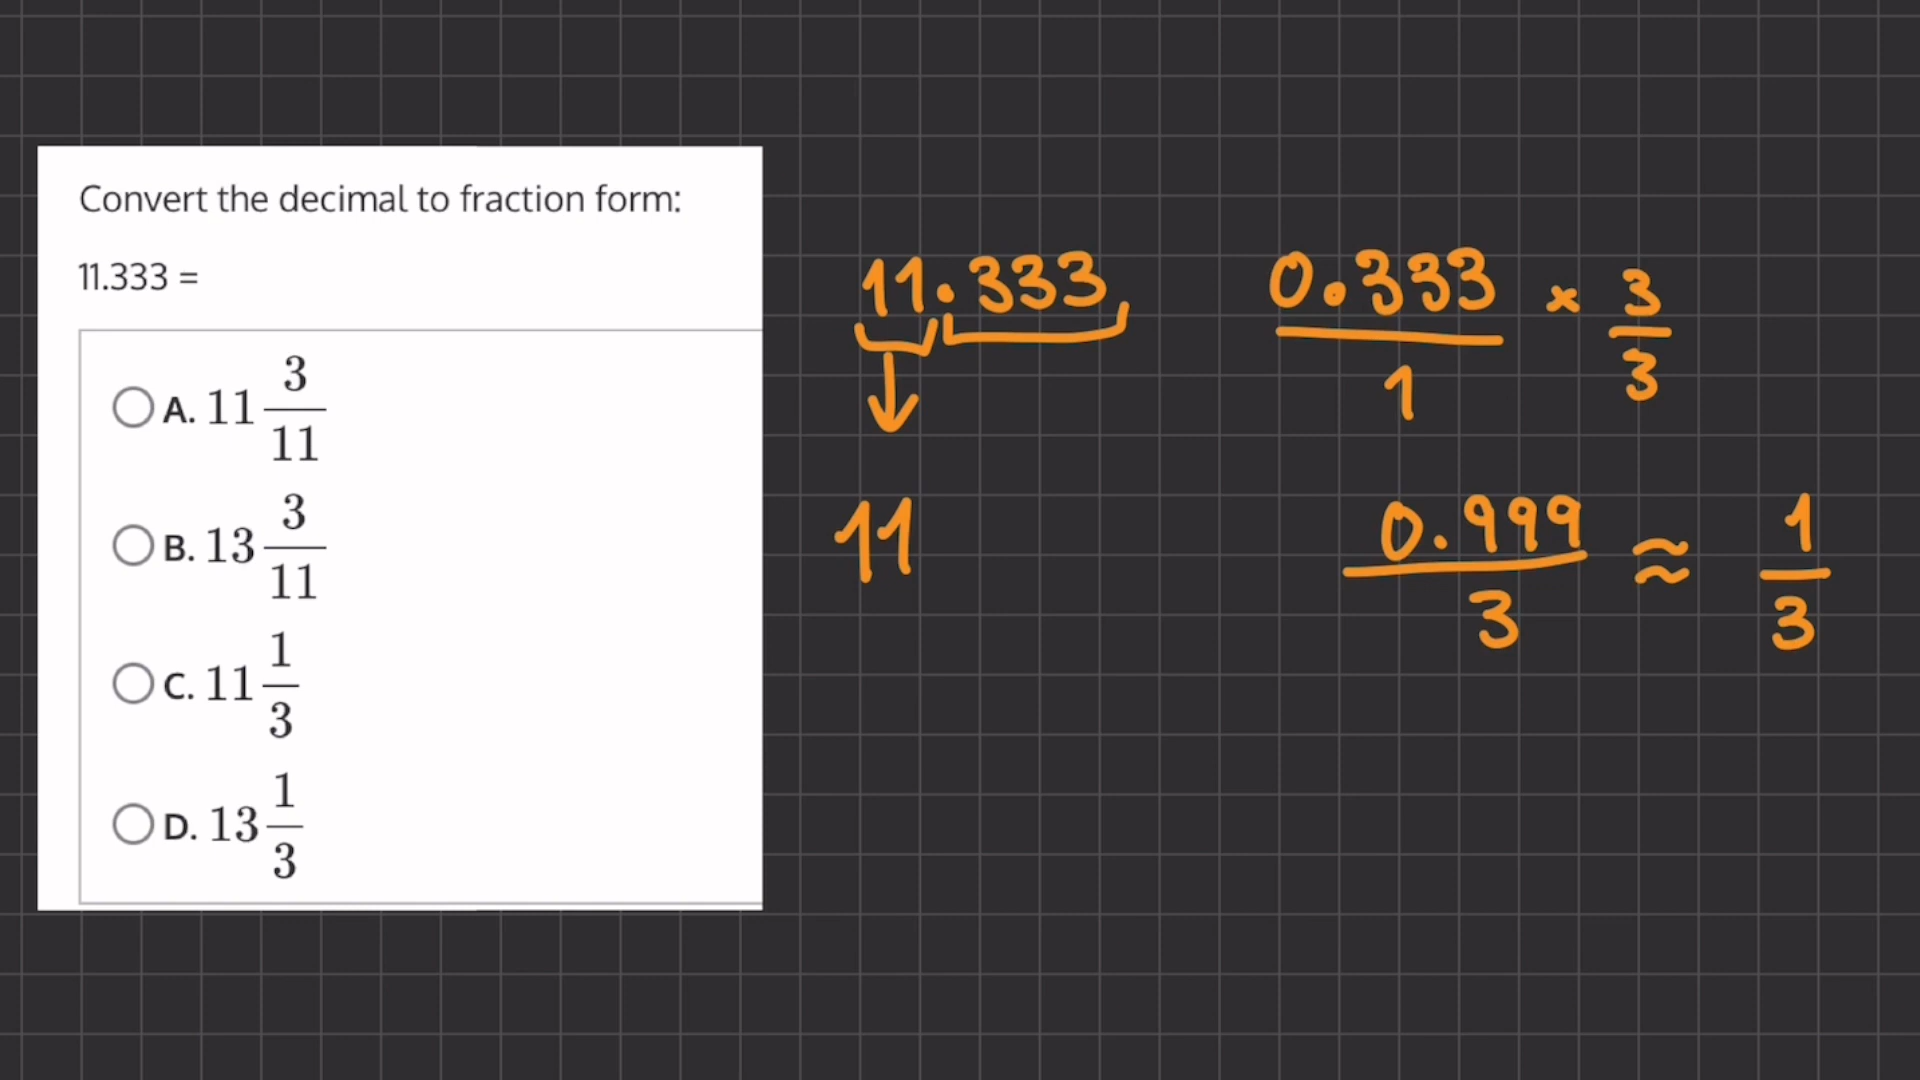 Convert the decimal to fraction form:
11.333 =
A. 11 3/11
B. 13 3/11
C. 11 1/3
D. 13 1/3
11.333
11
0.333/1 × 3/3
0.999/3 ≈ 1/3